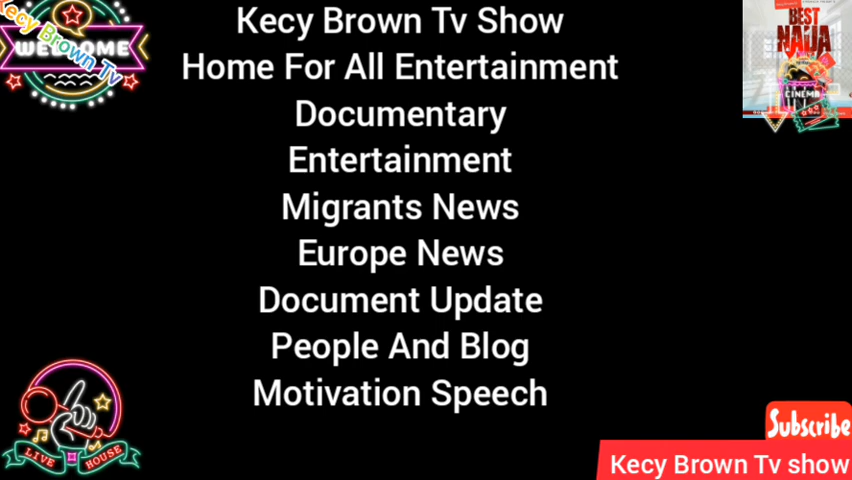 Kecy Brown Tv Show
Home For All Entertainment
Documentary
Entertainment
Migrants News
Europe News
Document Update
People And Blog
Motivation Speech
Kecy Brown Tv
WELCOME
BEST
NAIJA
CINEMA
LIVE HOUSE
Subscribe
Kecy Brown Tv show